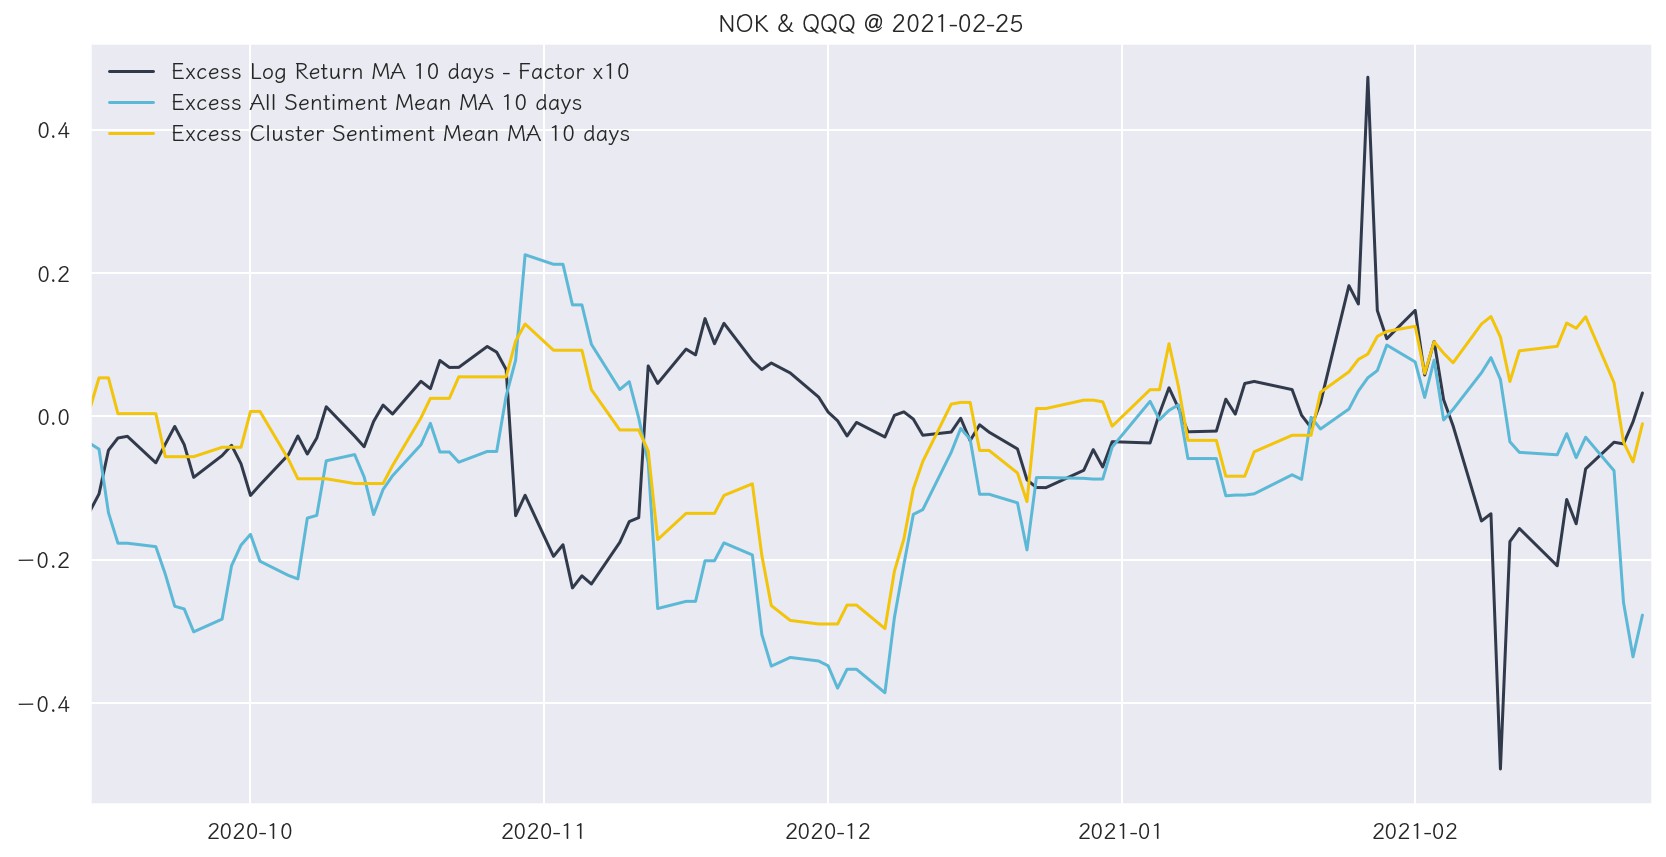 NOK & QQQ @ 2021-02-25
Excess Log Return MA 10 days - Factor x10
Excess All Sentiment Mean MA 10 days
Excess Cluster Sentiment Mean MA 10 days
0.4
0.2
0.0
−0.2
−0.4
2020-10 2020-11 2020-12 2021-01 2021-02